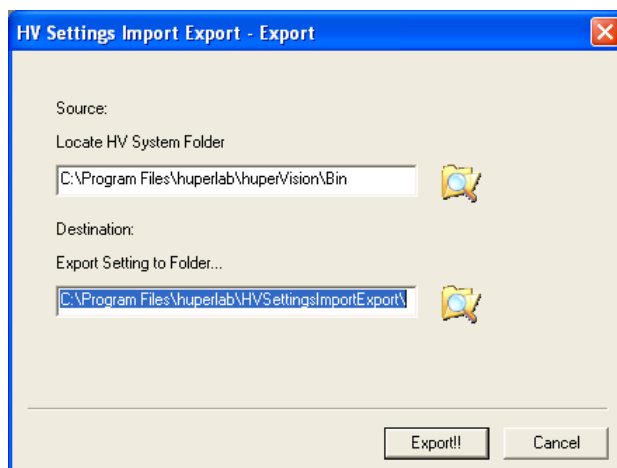 HV Settings Import Export - Export
Source:
Locate HV System Folder
C:\Program Files\huperlab\huperVision\Bin
Destination:
Export Setting to Folder...
C:\Program Files\huperlab\HVSettingsImportExport\
Export!! Cancel